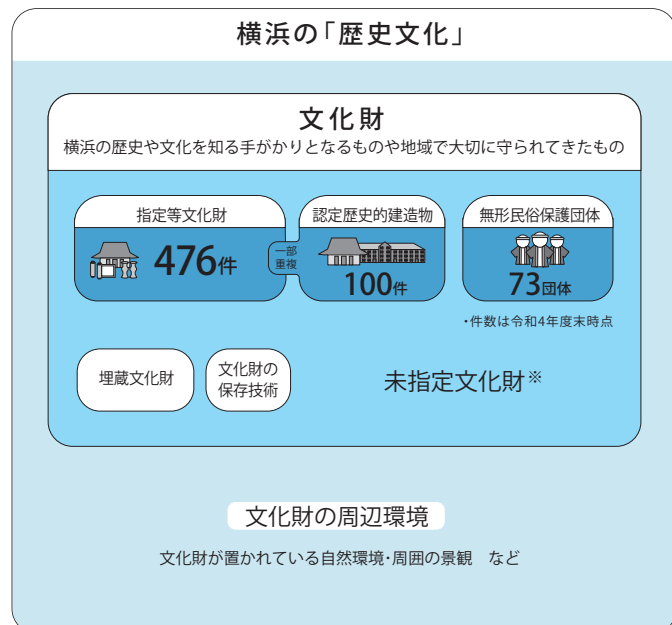 横浜の「歴史文化」
文化財
横浜の歴史や文化を知る手がかりとなるものや地域で大切に守られてきたもの
指定等文化財
476件
一部
重複
認定歴史的建造物
100件
無形民俗保護団体
73団体
・件数は令和4年度末時点
埋蔵文化財
文化財の
保存技術
未指定文化財※
文化財の周辺環境
文化財が置かれている自然環境・周囲の景観　など